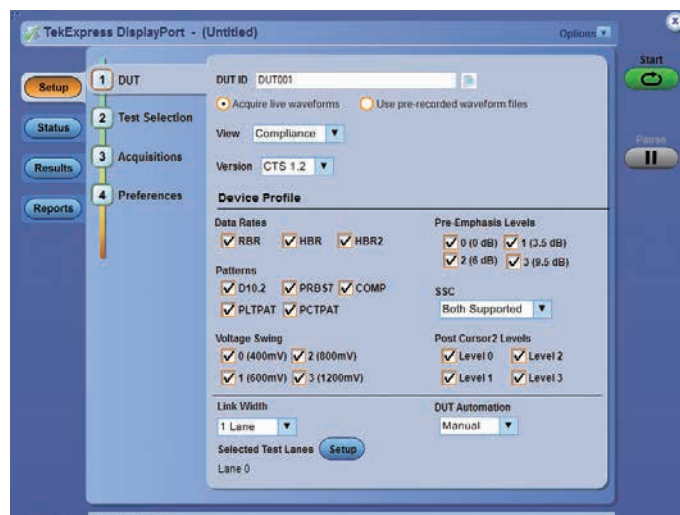 TekExpress DisplayPort - (Untitled)
Options
Start
Pause
Setup
Status
Results
Reports
1 DUT
2 Test Selection
3 Acquisitions
4 Preferences
DUT ID DUT001
Acquire live waveforms Use pre-recorded waveform files
View Compliance
Version CTS 1.2
Device Profile
Data Rates
RBR HBR HBR2
Patterns
D10.2 PRBS7 COMP
PLTPAT PCTPAT
Voltage Swing
0 (400mV) 2 (800mV)
1 (600mV) 3 (1200mV)
Pre-Emphasis Levels
0 (0 dB) 1 (3.5 dB)
2 (6 dB) 3 (9.5 dB)
SSC
Both Supported
Post Cursor2 Levels
Level 0 Level 2
Level 1 Level 3
Link Width
1 Lane
Selected Test Lanes Setup
Lane 0
DUT Automation
Manual